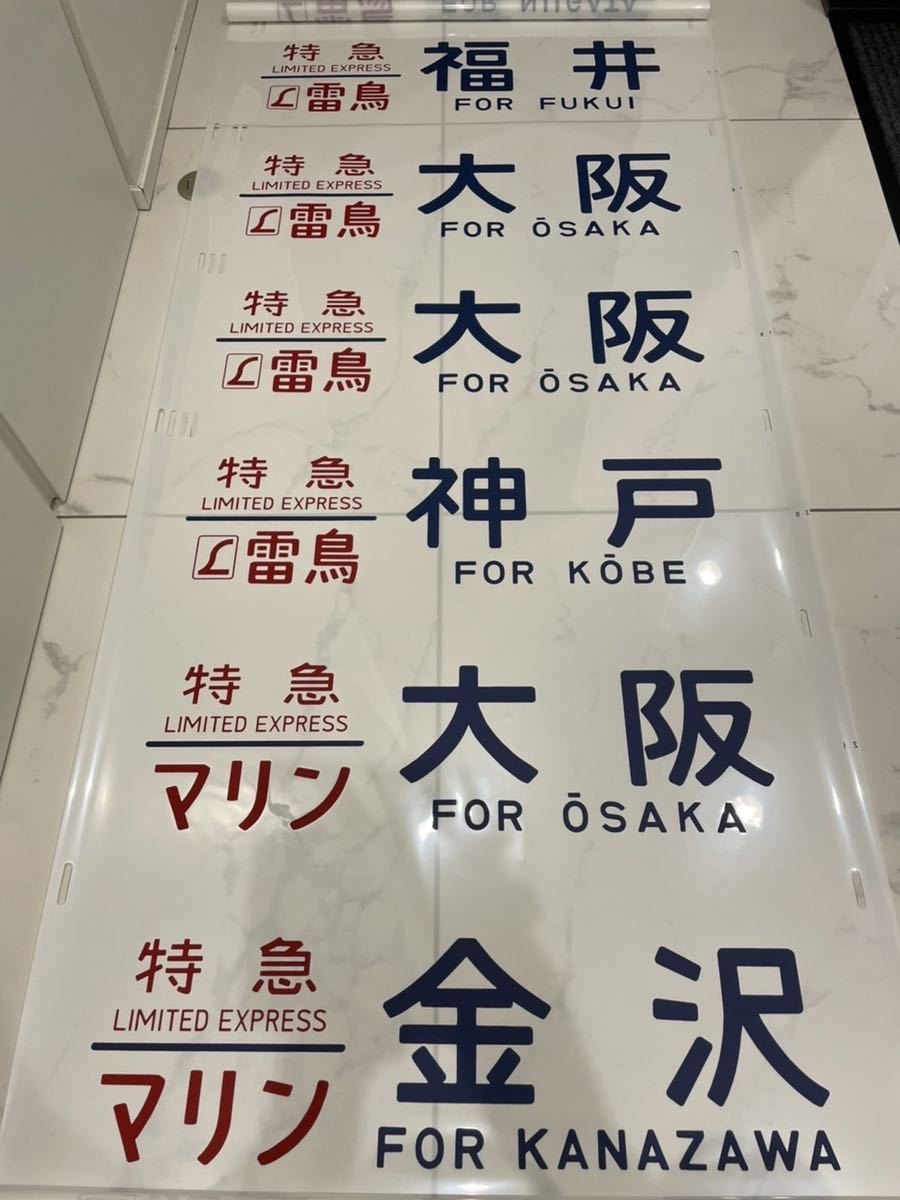 FOR NIIGATA
特急
LIMITED EXPRESS
雷鳥
福井
FOR FUKUI
特急
LIMITED EXPRESS
雷鳥
大阪
FOR ŌSAKA
特急
LIMITED EXPRESS
雷鳥
大阪
FOR ŌSAKA
特急
LIMITED EXPRESS
雷鳥
神戸
FOR KŌBE
特急
LIMITED EXPRESS
マリン
大阪
FOR ŌSAKA
特急
LIMITED EXPRESS
マリン
金沢
FOR KANAZAWA